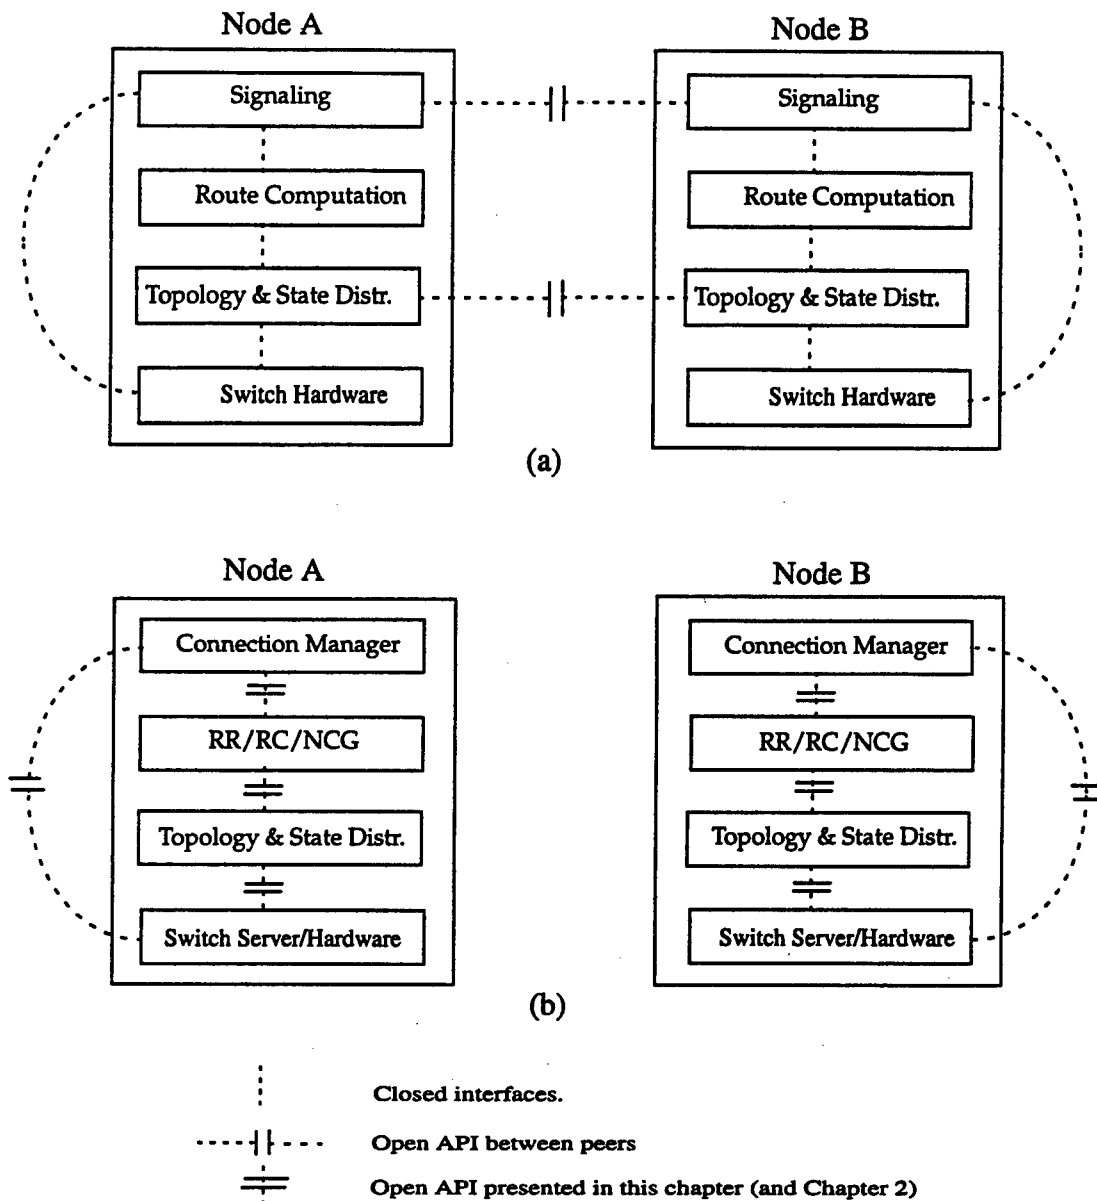 Node A
Node B
Signaling
Signaling
Route Computation
Route Computation
Topology & State Distr.
Topology & State Distr.
Switch Hardware
Switch Hardware
(a)
Node A
Node B
Connection Manager
Connection Manager
RR/RC/NCG
RR/RC/NCG
Topology & State Distr.
Topology & State Distr.
Switch Server/Hardware
Switch Server/Hardware
(b)
Closed interfaces.
Open API between peers
Open API presented in this chapter (and Chapter 2)